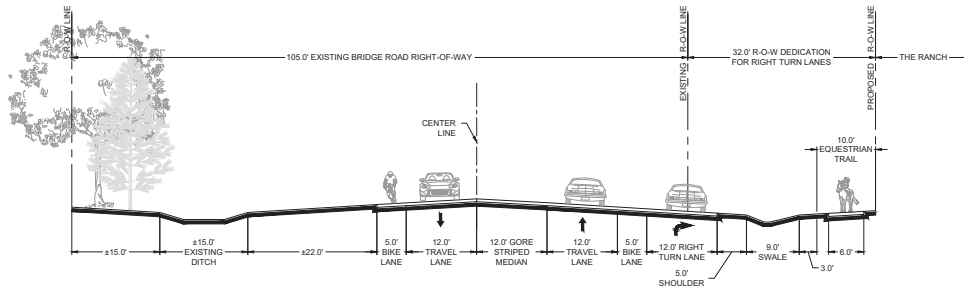 R-O-W LINE
105.0' EXISTING BRIDGE ROAD RIGHT-OF-WAY
EXISTING R-O-W LINE
32.0' R-O-W DEDICATION
FOR RIGHT TURN LANES
PROPOSED R-O-W LINE
THE RANCH
CENTER
LINE
10.0'
EQUESTRIAN
TRAIL
±15.0'
±15.0'
EXISTING
DITCH
±22.0'
5.0'
BIKE
LANE
12.0'
TRAVEL
LANE
12.0' GORE
STRIPED
MEDIAN
12.0'
TRAVEL
LANE
5.0'
BIKE
LANE
12.0' RIGHT
TURN LANE
5.0'
SHOULDER
9.0'
SWALE
3.0'
6.0'